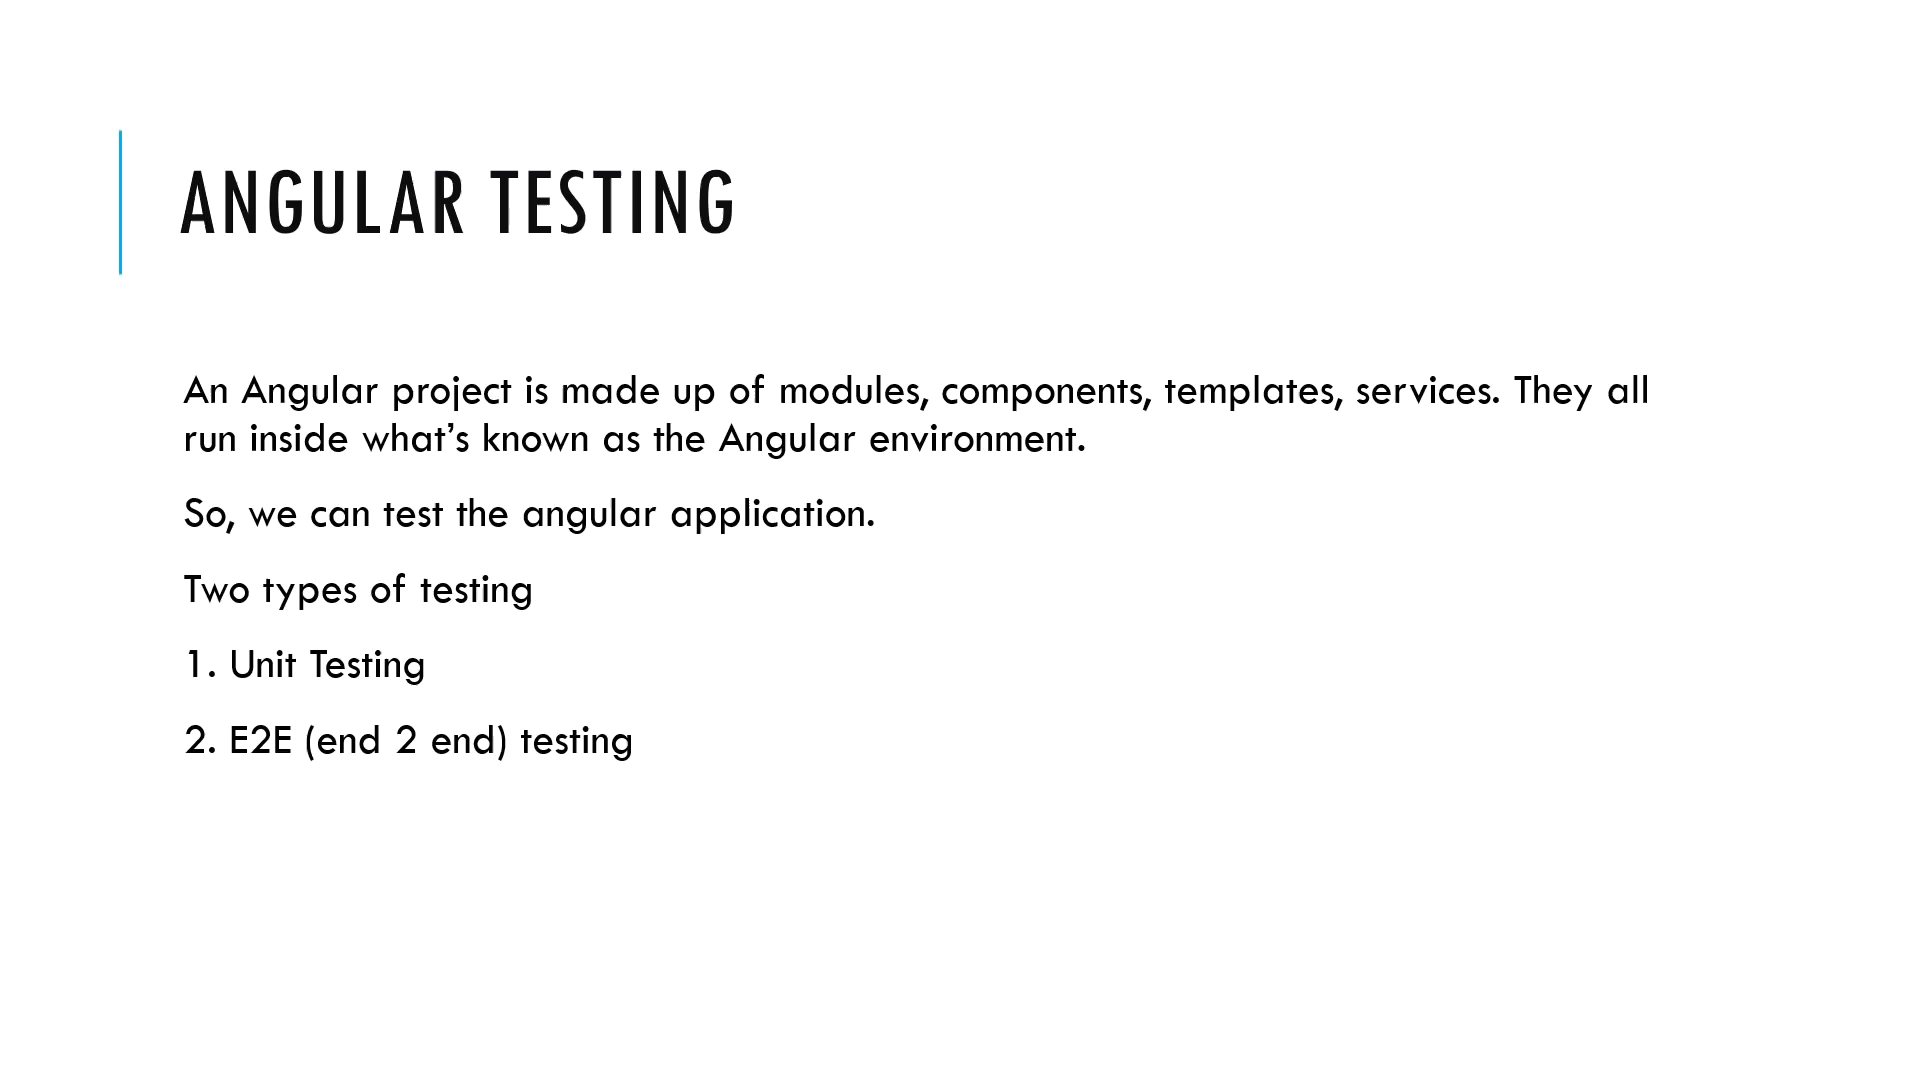 ANGULAR TESTING
An Angular project is made up of modules, components, templates, services. They all
run inside what’s known as the Angular environment.
So, we can test the angular application.
Two types of testing
1. Unit Testing
2. E2E (end 2 end) testing